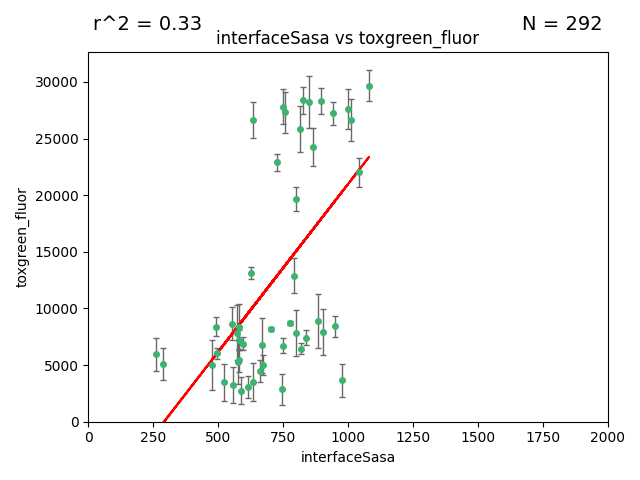 r^2 = 0.33
N = 292
interfaceSasa vs toxgreen_fluor
30000
25000
20000
15000
10000
5000
0
toxgreen_fluor
0 250 500 750 1000 1250 1500 1750 2000
interfaceSasa